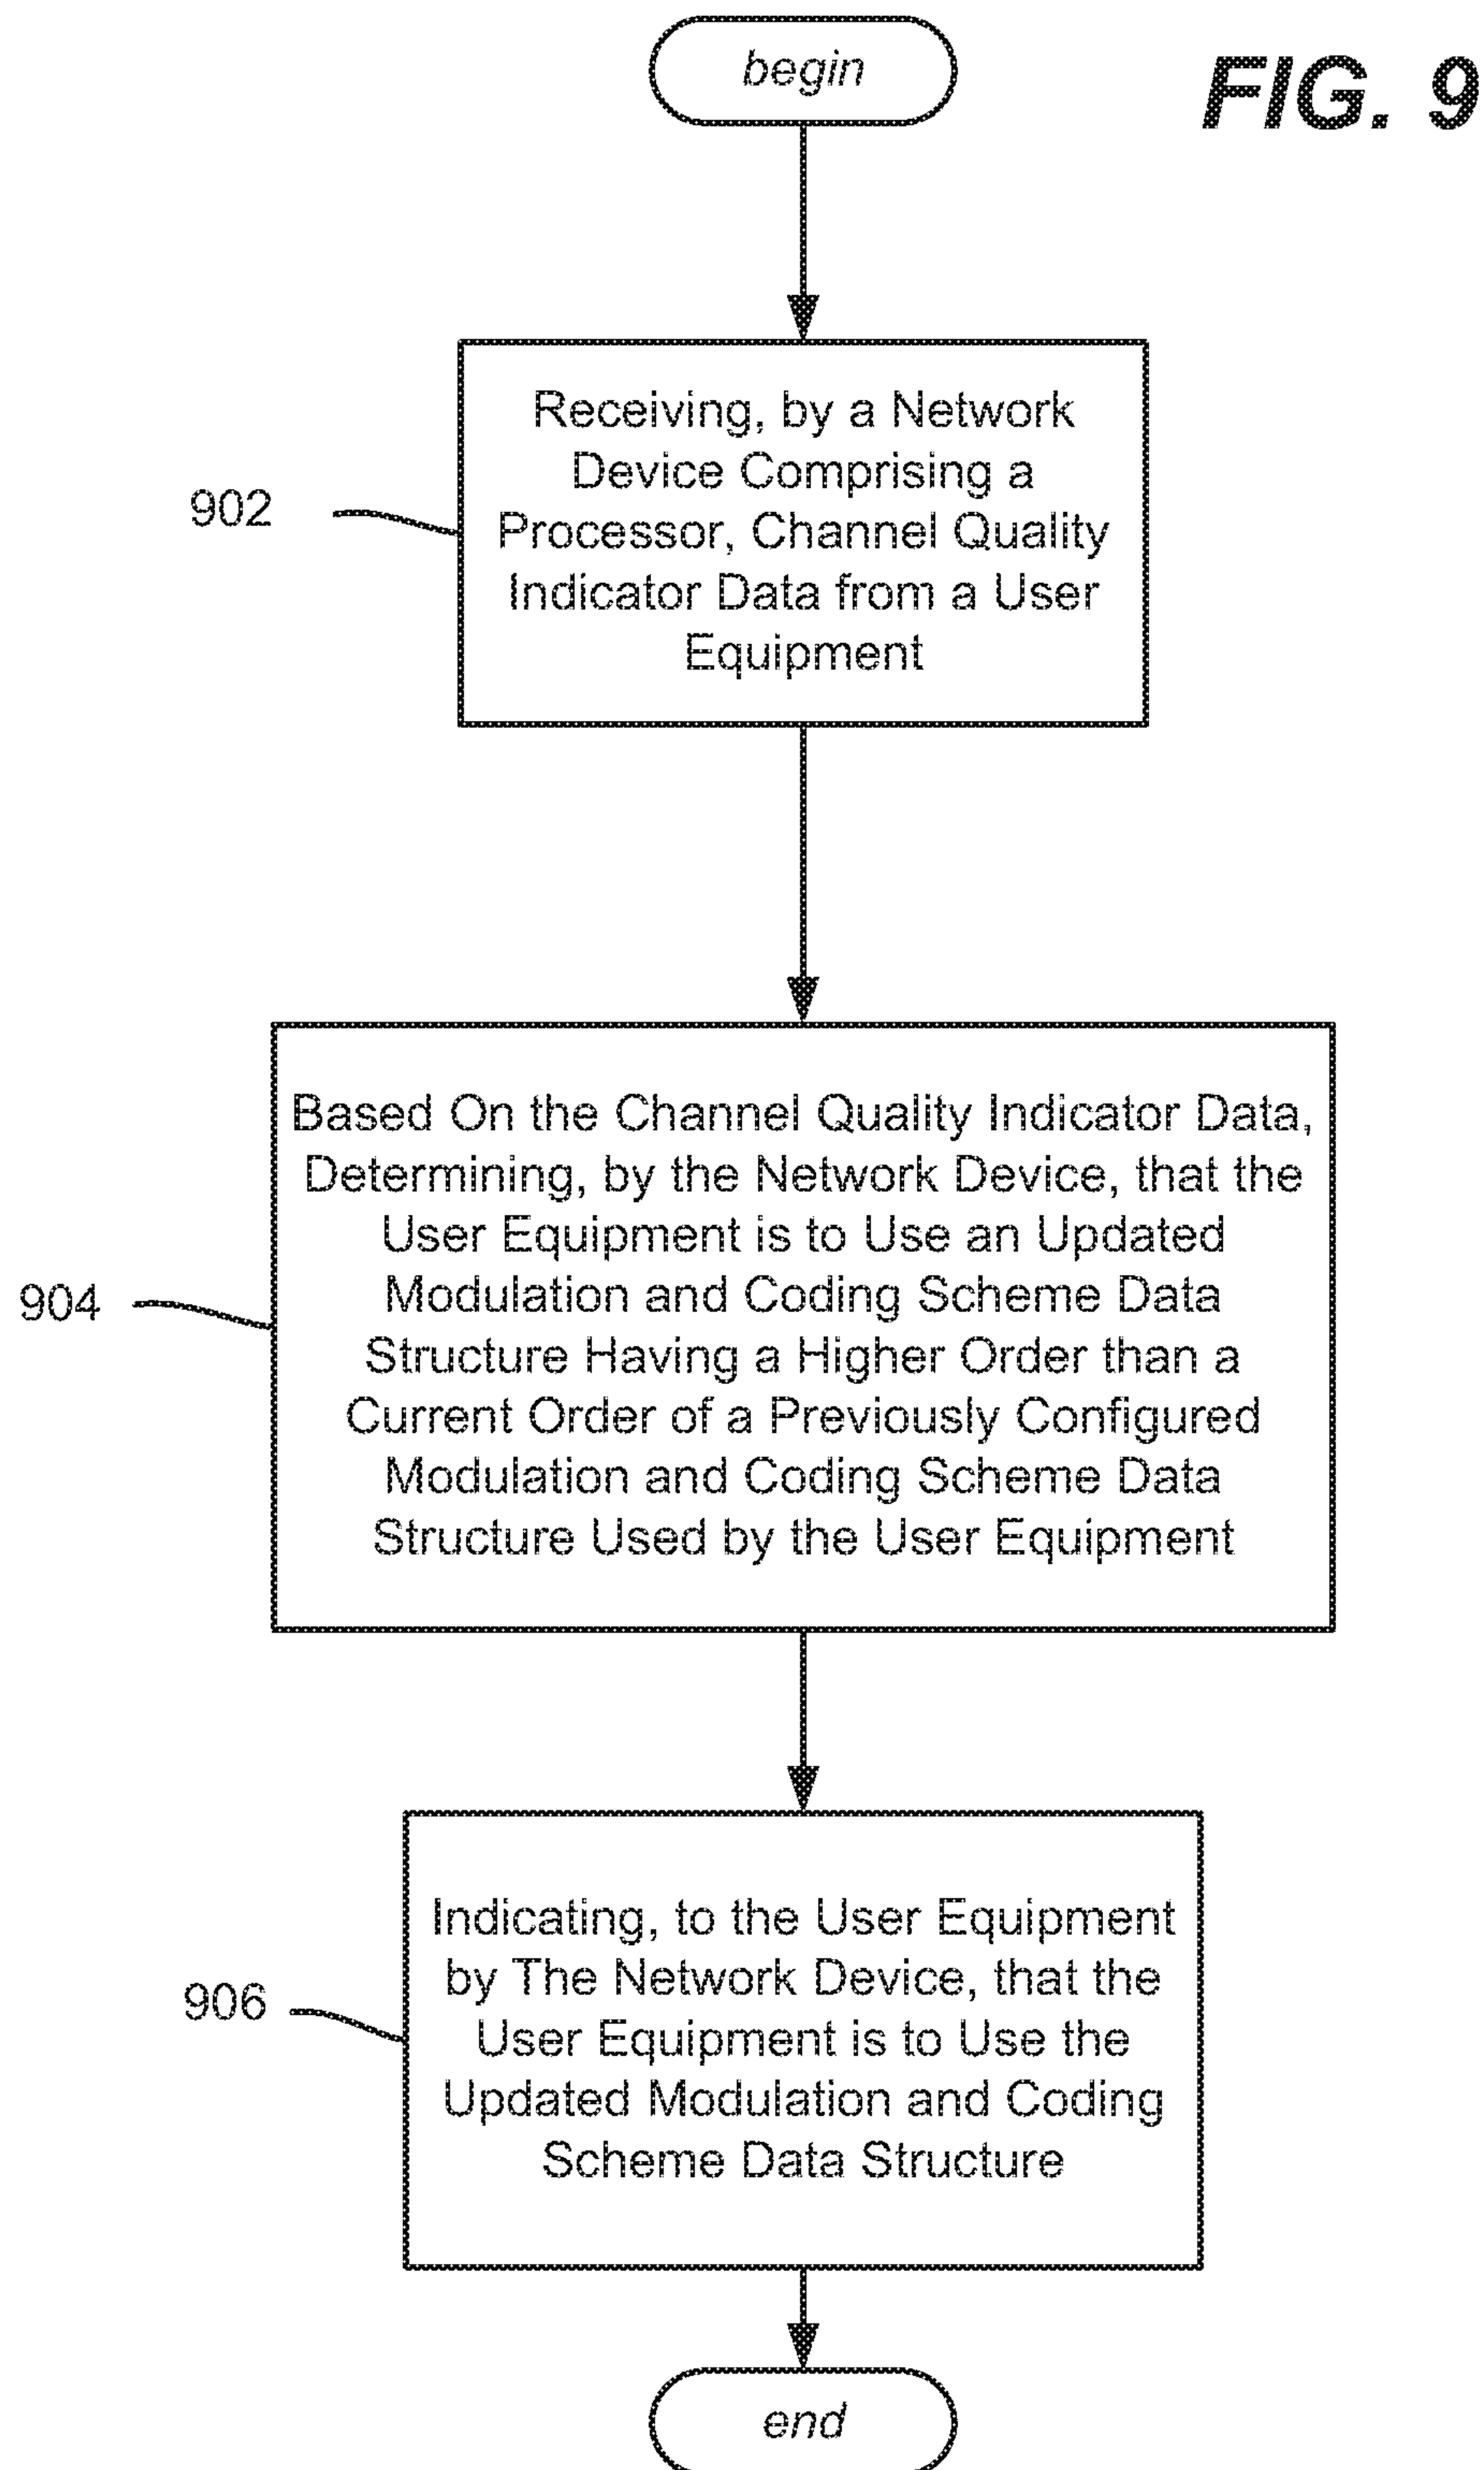 begin
FIG. 9
Receiving, by a Network
Device Comprising a
Processor, Channel Quality
Indicator Data from a User
Equipment
902
Based On the Channel Quality Indicator Data,
Determining, by the Network Device, that the
User Equipment is to Use an Updated
Modulation and Coding Scheme Data
Structure Having a Higher Order than a
Current Order of a Previously Configured
Modulation and Coding Scheme Data
Structure Used by the User Equipment
904
Indicating, to the User Equipment
by The Network Device, that the
User Equipment is to Use the
Updated Modulation and Coding
Scheme Data Structure
906
end